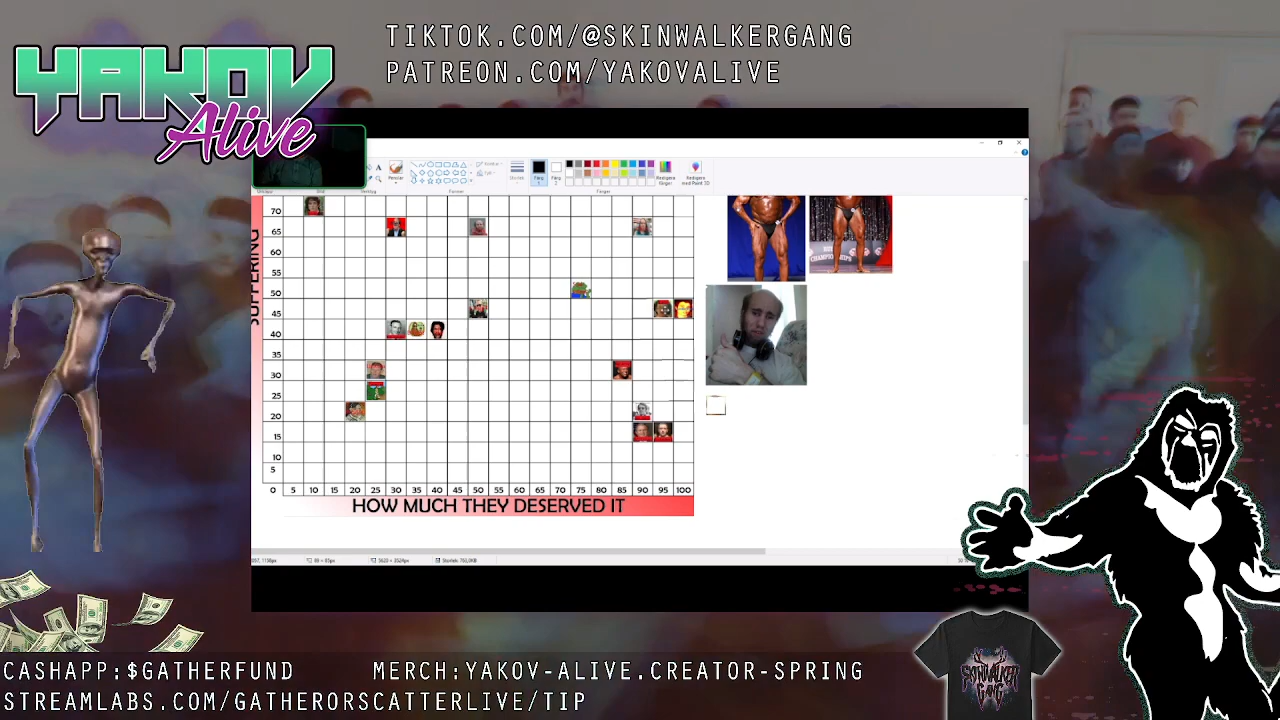 TIKTOK.COM/@SKINWALKERGANG
PATREON.COM/YAKOVALIVE
YAKOV
Alive
SUFFERING
70
65
60
55
50
45
40
35
30
25
20
15
10
5
0 5 10 15 20 25 30 35 40 45 50 55 60 65 70 75 80 85 90 95 100
HOW MUCH THEY DESERVED IT
CASHAPP:$GATHERFUND
MERCH:YAKOV-ALIVE.CREATOR-SPRING
STREAMLABS.COM/GATHERORSCATTERLIVE/TIP
SKINWALKER
GANG